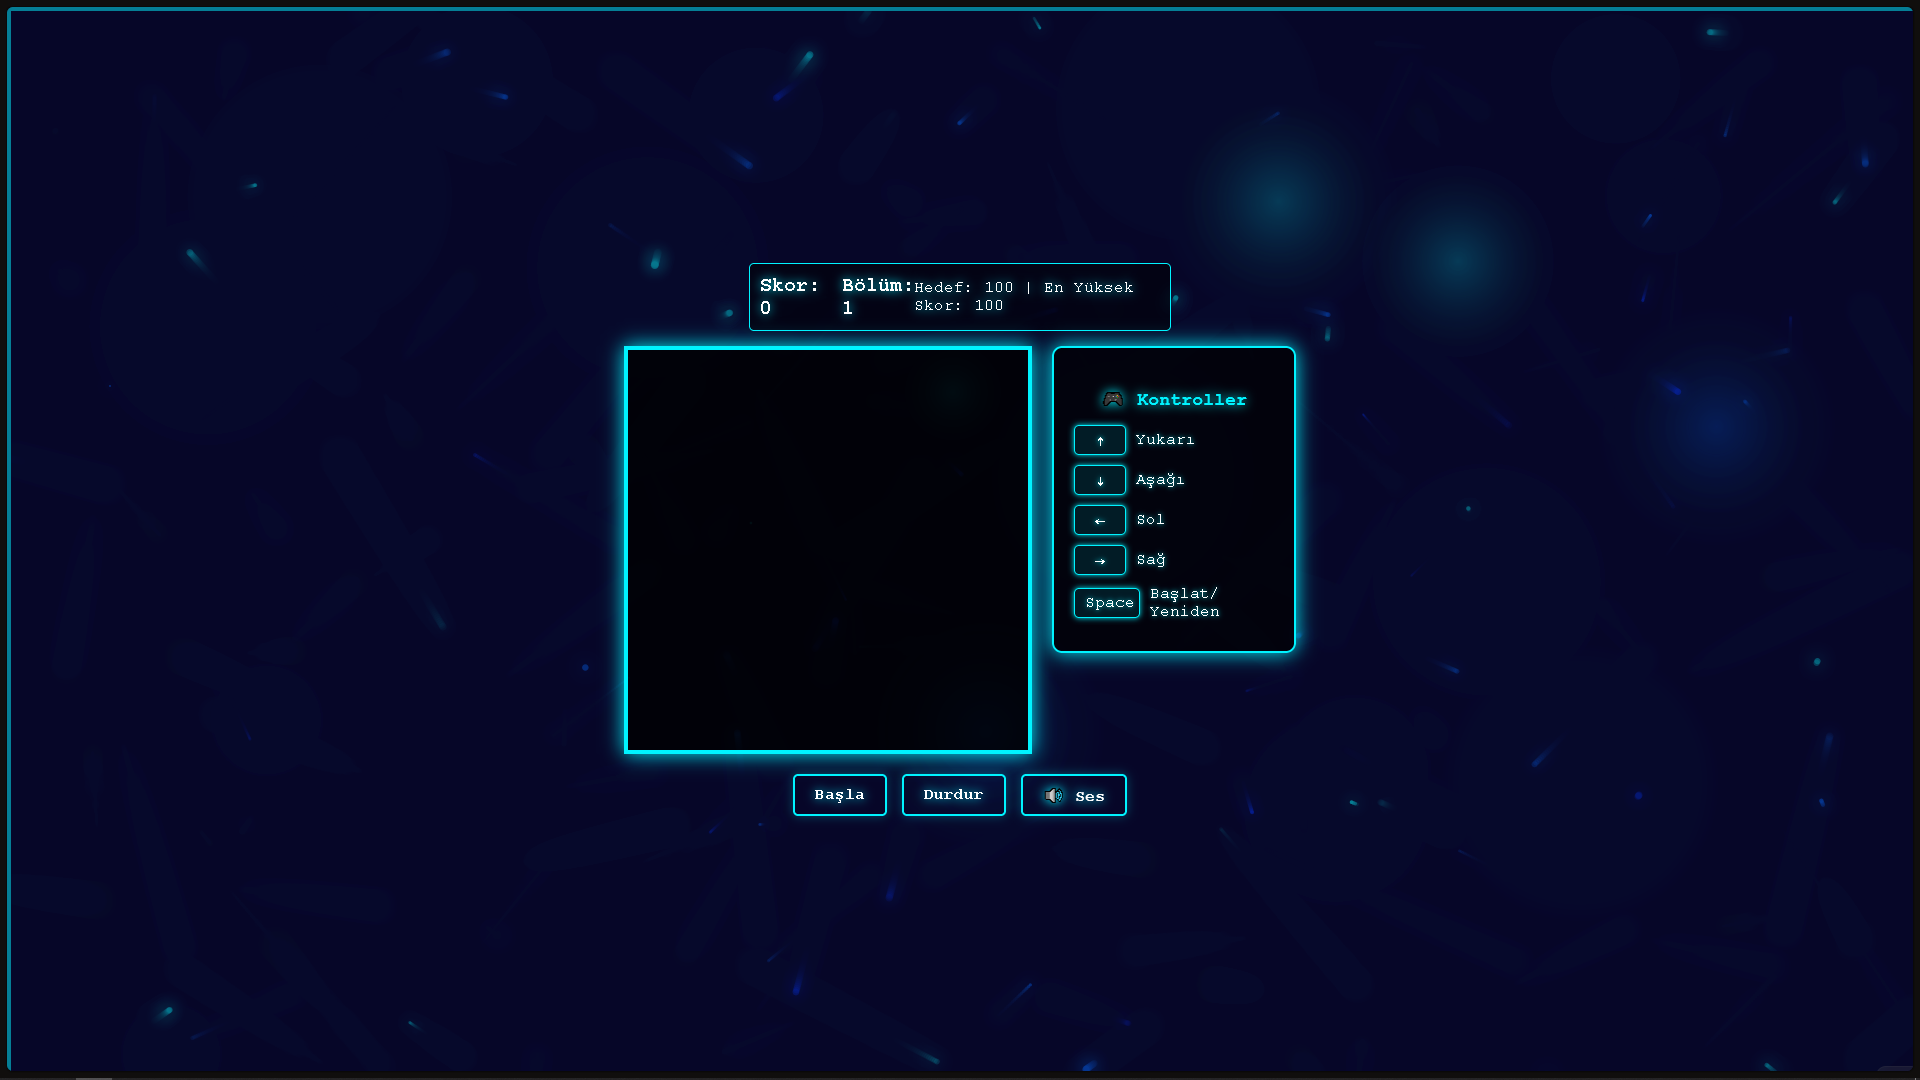 Skor:
0
Bölüm:
1
Hedef: 100 | En Yüksek
Skor: 100
🎮 Kontroller
↑ Yukarı
↓ Aşağı
← Sol
→ Sağ
Space Başlat/
Yeniden
Başla
Durdur
🔊 Ses